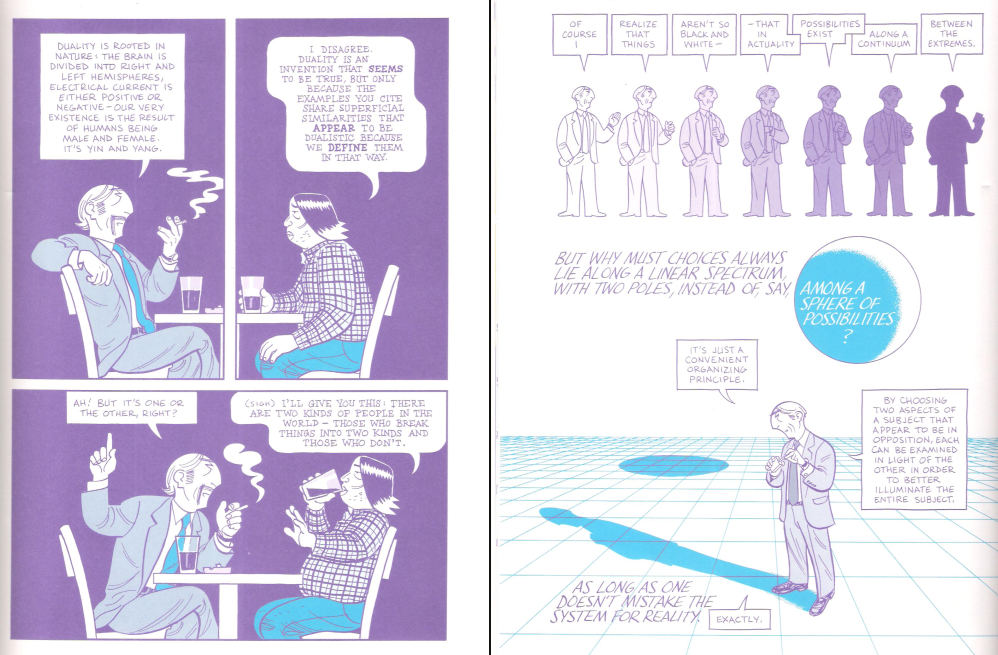 DUALITY IS ROOTED IN
NATURE: THE BRAIN IS
DIVIDED INTO RIGHT AND
LEFT HEMISPHERES,
ELECTRICAL CURRENT IS
EITHER POSITIVE OR
NEGATIVE – OUR VERY
EXISTENCE IS THE RESULT
OF HUMANS BEING
MALE AND FEMALE.
IT'S YIN AND YANG.
I DISAGREE.
DUALITY IS AN
INVENTION THAT SEEMS
TO BE TRUE, BUT ONLY
BECAUSE THE
EXAMPLES YOU CITE
SHARE SUPERFICIAL
SIMILARITIES THAT
APPEAR TO BE
DUALISTIC BECAUSE
WE DEFINE THEM
IN THAT WAY.
AH! BUT IT'S ONE OR
THE OTHER, RIGHT?
(SIGH) I'LL GIVE YOU THIS: THERE
ARE TWO KINDS OF PEOPLE IN THE
WORLD – THOSE WHO BREAK
THINGS INTO TWO KINDS AND
THOSE WHO DON'T.
OF
COURSE
I
REALIZE
THAT
THINGS
AREN'T SO
BLACK AND
WHITE –
– THAT
IN
ACTUALITY
POSSIBILITIES
EXIST
ALONG A
CONTINUUM
BETWEEN
THE
EXTREMES.
BUT WHY MUST CHOICES ALWAYS
LIE ALONG A LINEAR SPECTRUM,
WITH TWO POLES, INSTEAD OF, SAY,
AMONG A
SPHERE OF
POSSIBILITIES
?
IT'S JUST A
CONVENIENT
ORGANIZING
PRINCIPLE.
BY CHOOSING
TWO ASPECTS OF
A SUBJECT THAT
APPEAR TO BE IN
OPPOSITION, EACH
CAN BE EXAMINED
IN LIGHT OF THE
OTHER IN ORDER
TO BETTER
ILLUMINATE THE
ENTIRE SUBJECT.
AS LONG AS ONE
DOESN'T MISTAKE THE
SYSTEM FOR REALITY.
EXACTLY.